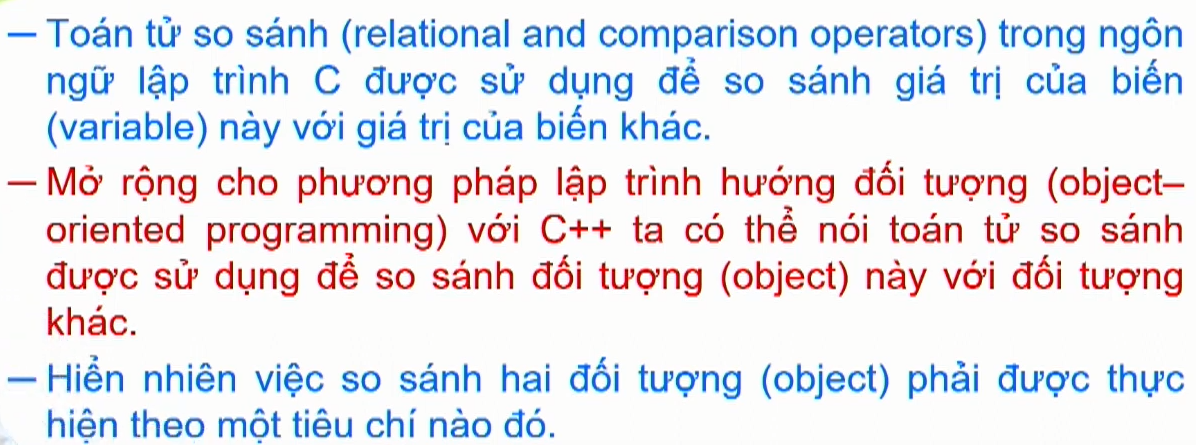 – Toán tử so sánh (relational and comparison operators) trong ngôn
ngữ lập trình C được sử dụng để so sánh giá trị của biến
(variable) này với giá trị của biến khác.
– Mở rộng cho phương pháp lập trình hướng đối tượng (object–
oriented programming) với C++ ta có thể nói toán tử so sánh
được sử dụng để so sánh đối tượng (object) này với đối tượng
khác.
– Hiển nhiên việc so sánh hai đối tượng (object) phải được thực
hiện theo một tiêu chí nào đó.